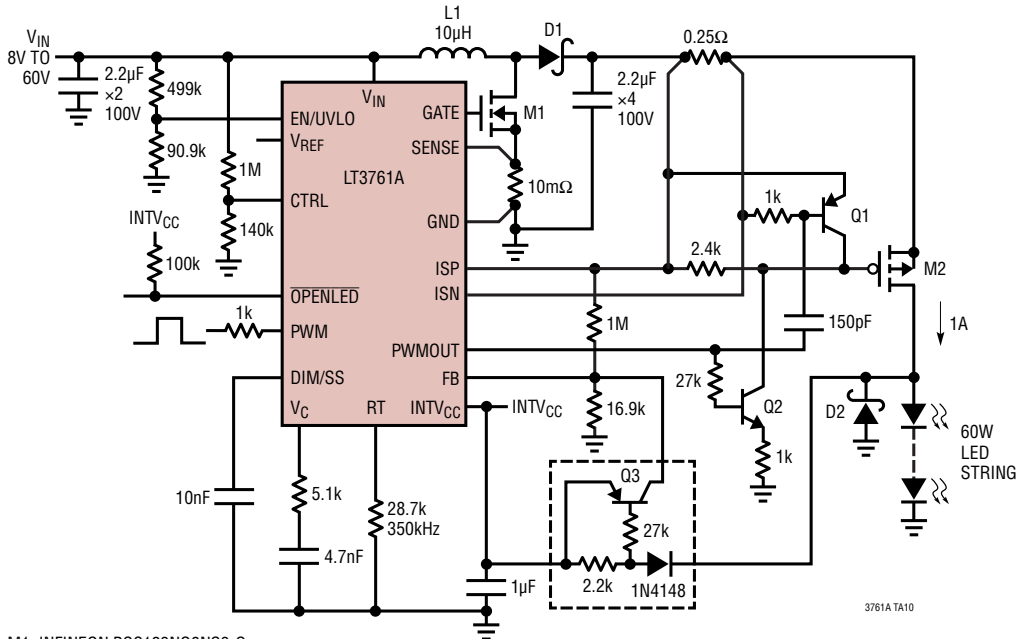 L1
10µH
D1
0.25Ω
VIN
8V TO
60V
2.2µF
×2
100V
499k
90.9k
1M
140k
INTVCC
100k
1k
VIN
EN/UVLO
VREF
CTRL
OPENLED
PWM
DIM/SS
VC
RT
LT3761A
GATE
SENSE
GND
ISP
ISN
PWMOUT
FB
INTVCC
INTVCC
M1
10mΩ
2.2µF
×4
100V
1k
Q1
2.4k
M2
1M
150pF
1A
27k
Q2
1k
16.9k
D2
60W
LED
STRING
10nF
5.1k
4.7nF
28.7k
350kHz
1µF
Q3
27k
2.2k
1N4148
3761A TA10